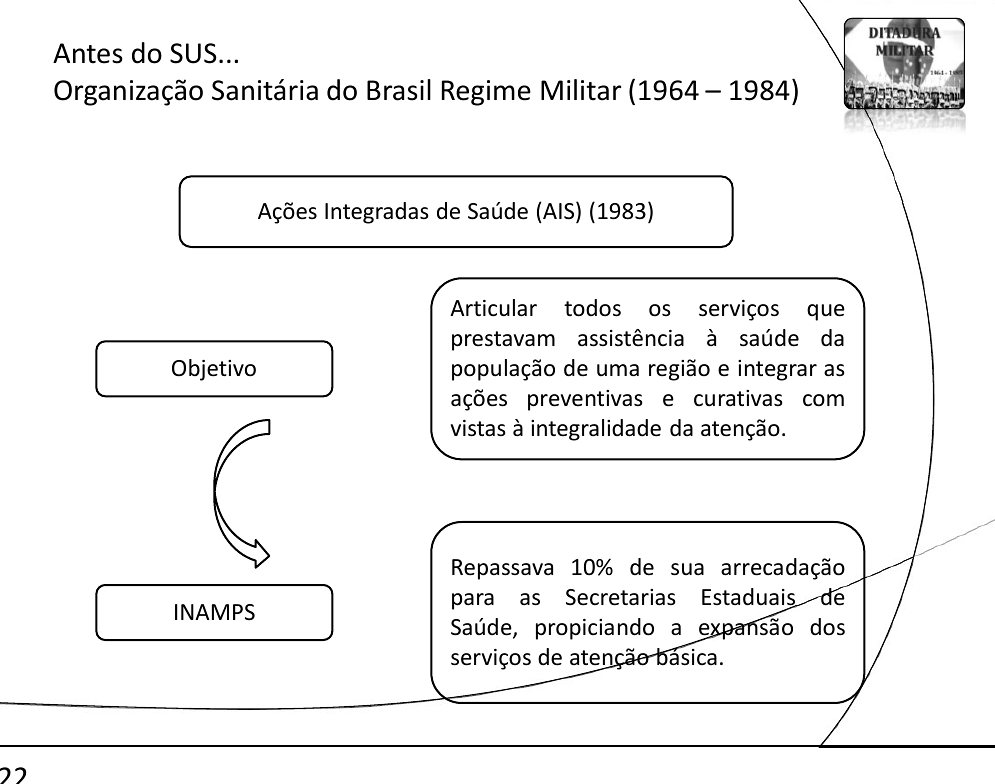 Antes do SUS...
Organização Sanitária do Brasil Regime Militar (1964 – 1984)
DITADURA
MILITAR
Ações Integradas de Saúde (AIS) (1983)
Objetivo
Articular todos os serviços que
prestavam assistência à saúde da
população de uma região e integrar as
ações preventivas e curativas com
vistas à integralidade da atenção.
INAMPS
Repassava 10% de sua arrecadação
para as Secretarias Estaduais de
Saúde, propiciando a expansão dos
serviços de atenção básica.
22